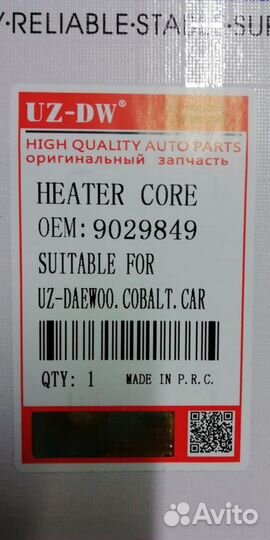 Y·RELIABLE·STA
UZ-DW®
HIGH QUALITY AUTO PARTS
оригинальный запчасть
HEATER CORE
OEM:9029849
SUITABLE FOR
UZ-DAEWOO.COBALT.CAR
QTY: 1 MADE IN P.R.C.
Avito